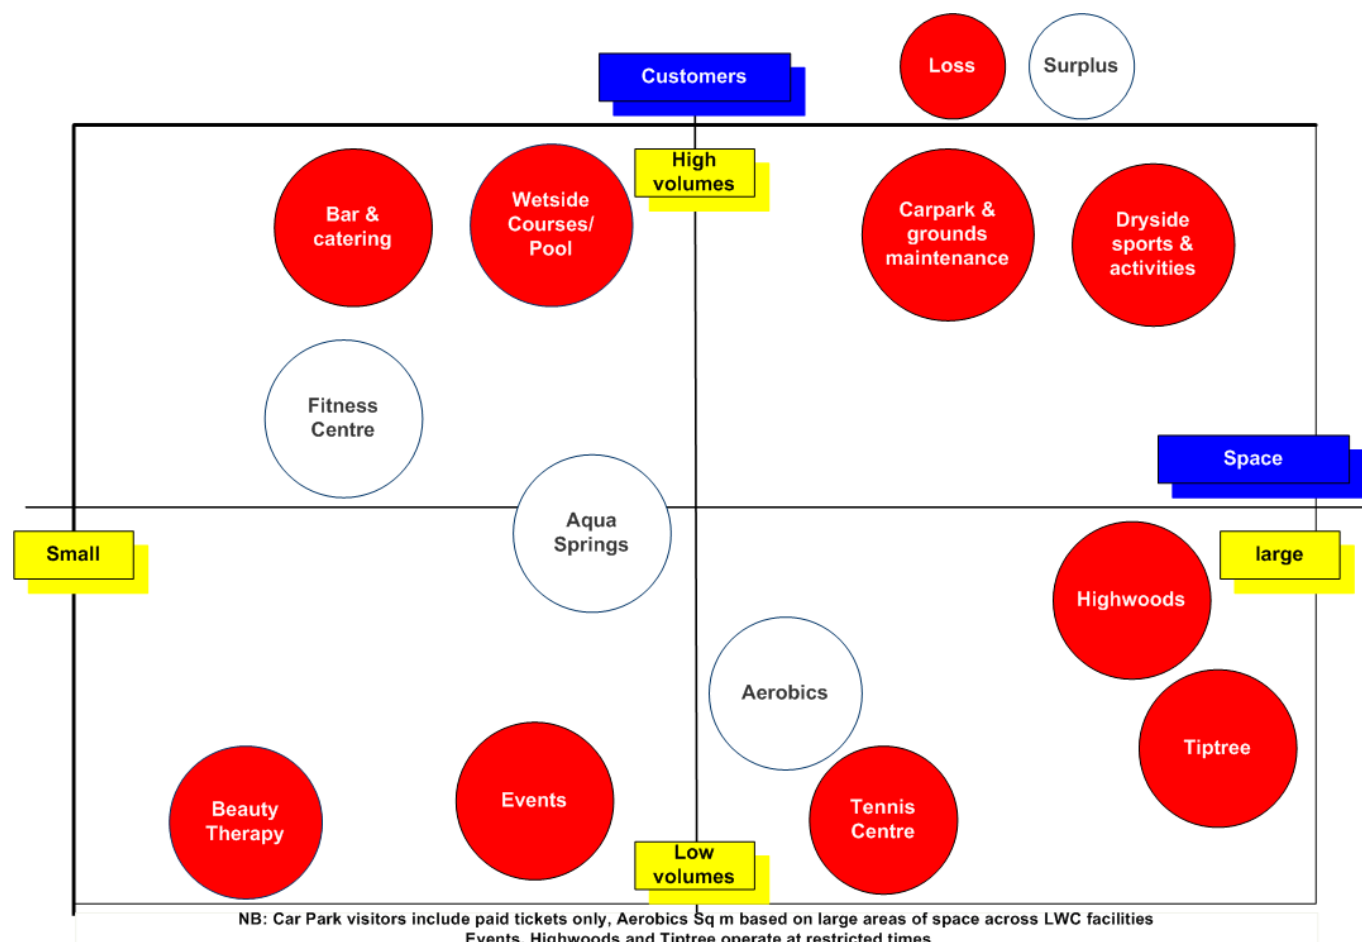 Customers
Loss
Surplus
High
volumes
Bar &
catering
Wetside
Courses/
Pool
Carpark &
grounds
maintenance
Dryside
sports &
activities
Fitness
Centre
Space
Aqua
Springs
Small
large
Highwoods
Aerobics
Tiptree
Beauty
Therapy
Events
Tennis
Centre
Low
volumes
NB: Car Park visitors include paid tickets only, Aerobics Sq m based on large areas of space across LWC facilities
Events, Highwoods and Tiptree operate at restricted times